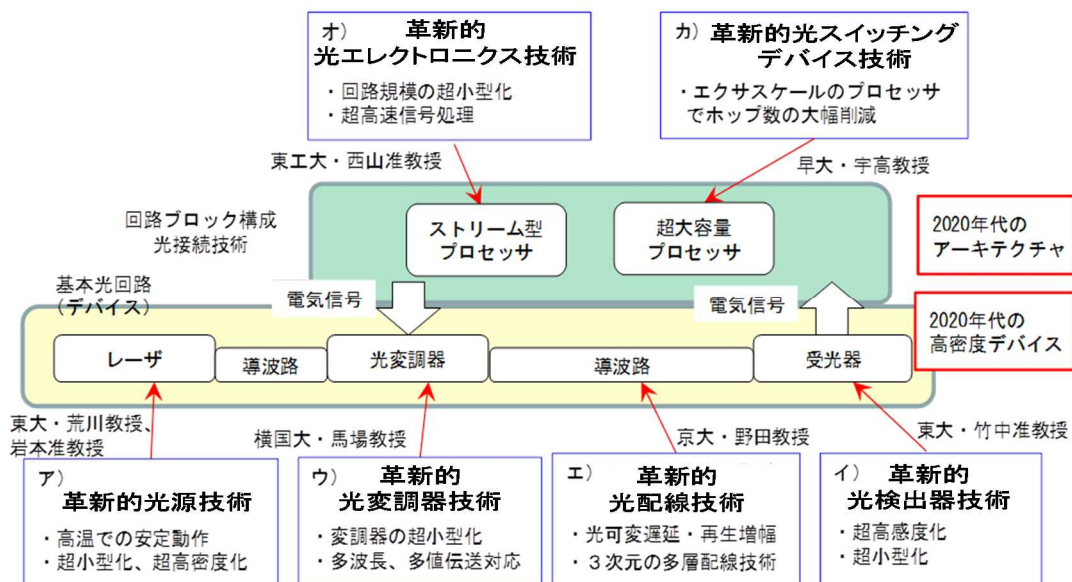 オ） 革新的
光エレクトロニクス技術
・回路規模の超小型化
・超高速信号処理
カ） 革新的光スイッチング
デバイス技術
・エクサスケールのプロセッサ
でホップ数の大幅削減
東工大・西山准教授
早大・宇高教授
回路ブロック構成
光接続技術
ストリーム型
プロセッサ
超大容量
プロセッサ
2020年代の
アーキテクチャ
基本光回路
（デバイス）
電気信号
電気信号
2020年代の
高密度デバイス
レーザ
導波路
光変調器
導波路
受光器
東大・荒川教授、
岩本准教授
横国大・馬場教授
京大・野田教授
東大・竹中准教授
ア）
革新的光源技術
・高温での安定動作
・超小型化、超高密度化
ウ） 革新的
光変調器技術
・変調器の超小型化
・多波長、多値伝送対応
エ） 革新的
光配線技術
・光可変遅延・再生増幅
・３次元の多層配線技術
イ） 革新的
光検出器技術
・超高感度化
・超小型化